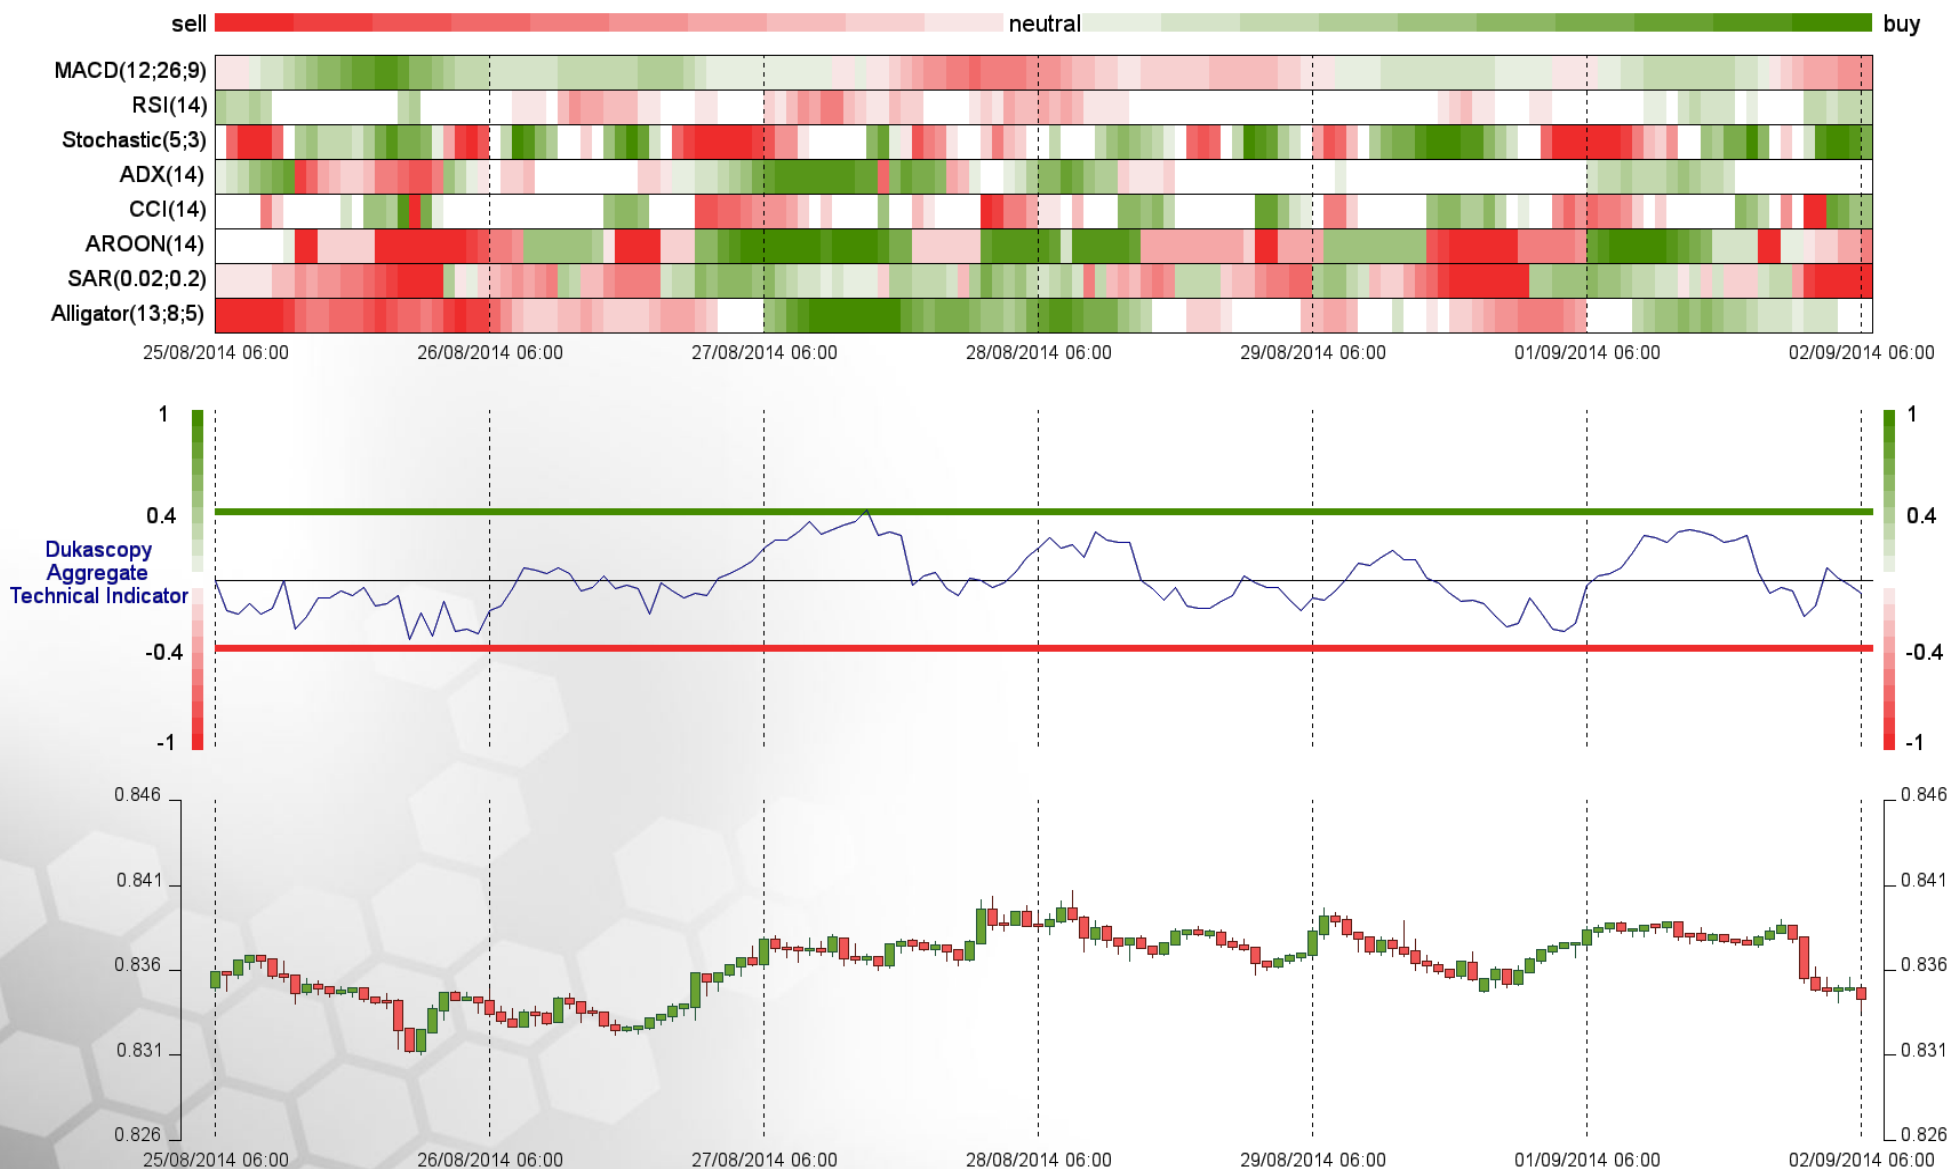 sell neutral buy
MACD(12;26;9)
RSI(14)
Stochastic(5;3)
ADX(14)
CCI(14)
AROON(14)
SAR(0.02;0.2)
Alligator(13;8;5)
25/08/2014 06:00 26/08/2014 06:00 27/08/2014 06:00 28/08/2014 06:00 29/08/2014 06:00 01/09/2014 06:00 02/09/2014 06:00
1 1
0.4 0.4
Dukascopy
Aggregate
Technical Indicator
-0.4 -0.4
-1 -1
0.846 0.846
0.841 0.841
0.836 0.836
0.831 0.831
0.826 0.826
25/08/2014 06:00 26/08/2014 06:00 27/08/2014 06:00 28/08/2014 06:00 29/08/2014 06:00 01/09/2014 06:00 02/09/2014 06:00